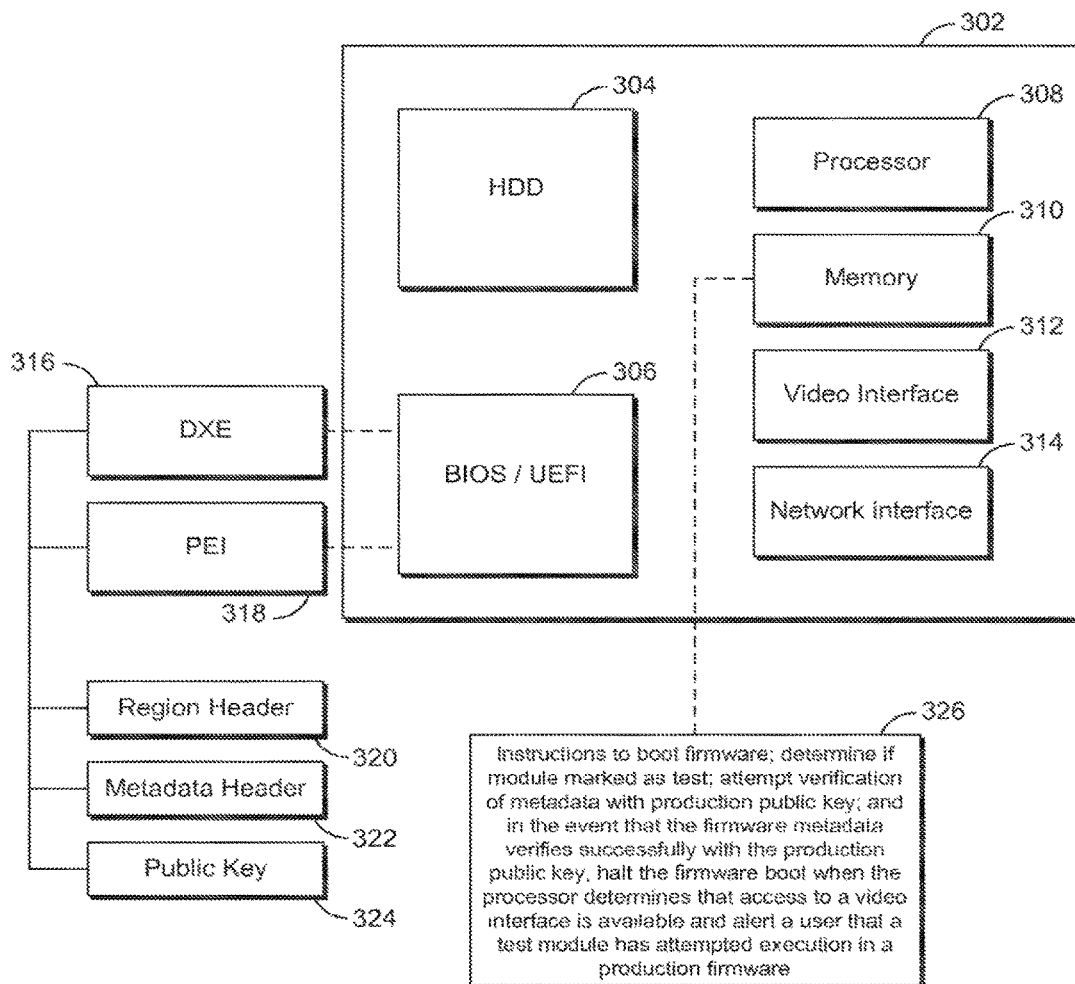 302
304
HDD
308
Processor
310
Memory
312
Video Interface
314
Network Interface
316
DXE
306
BIOS / UEFI
PEI
318
Region Header
320
Metadata Header
322
Public Key
324
326
Instructions to boot firmware; determine if
module marked as test; attempt verification
of metadata with production public key; and
in the event that the firmware metadata
verifies successfully with the production
public key, halt the firmware boot when the
processor determines that access to a video
interface is available and alert a user that a
test module has attempted execution in a
production firmware